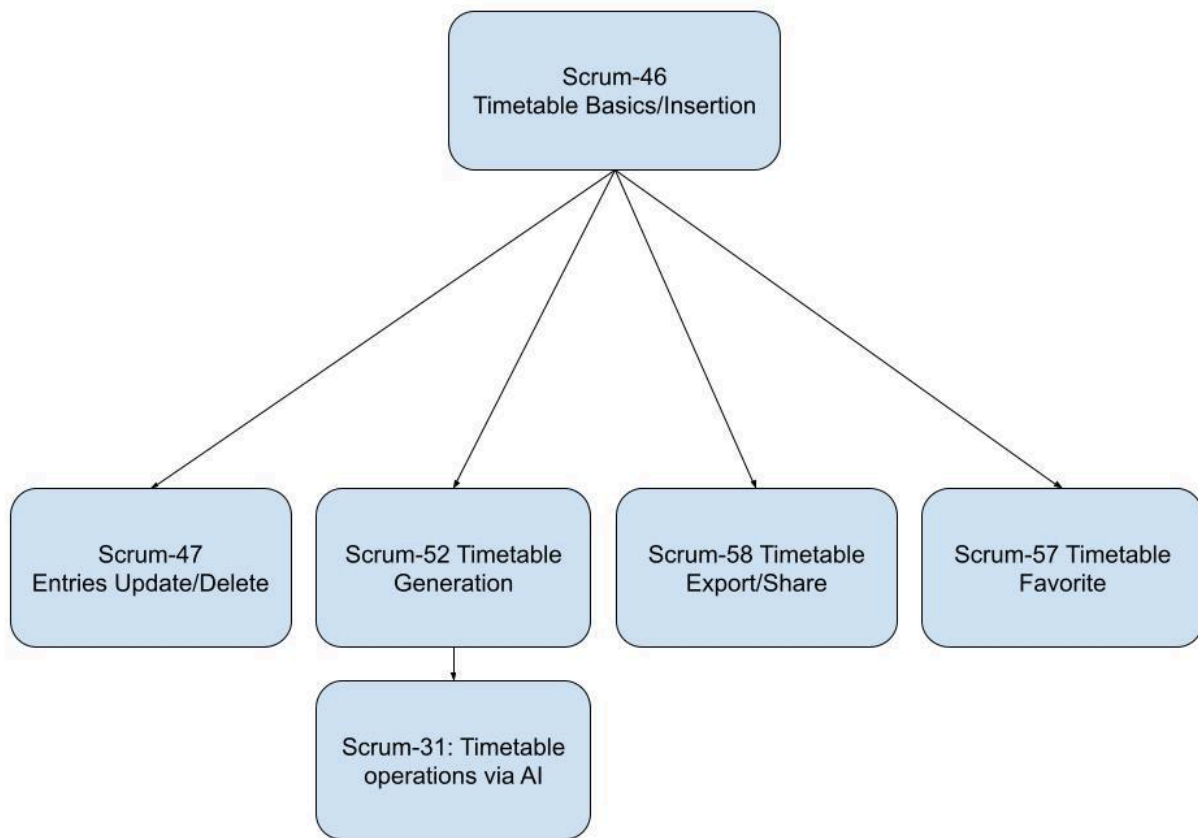 Scrum-46
Timetable Basics/Insertion
Scrum-47
Entries Update/Delete
Scrum-52 Timetable
Generation
Scrum-58 Timetable
Export/Share
Scrum-57 Timetable
Favorite
Scrum-31: Timetable
operations via AI